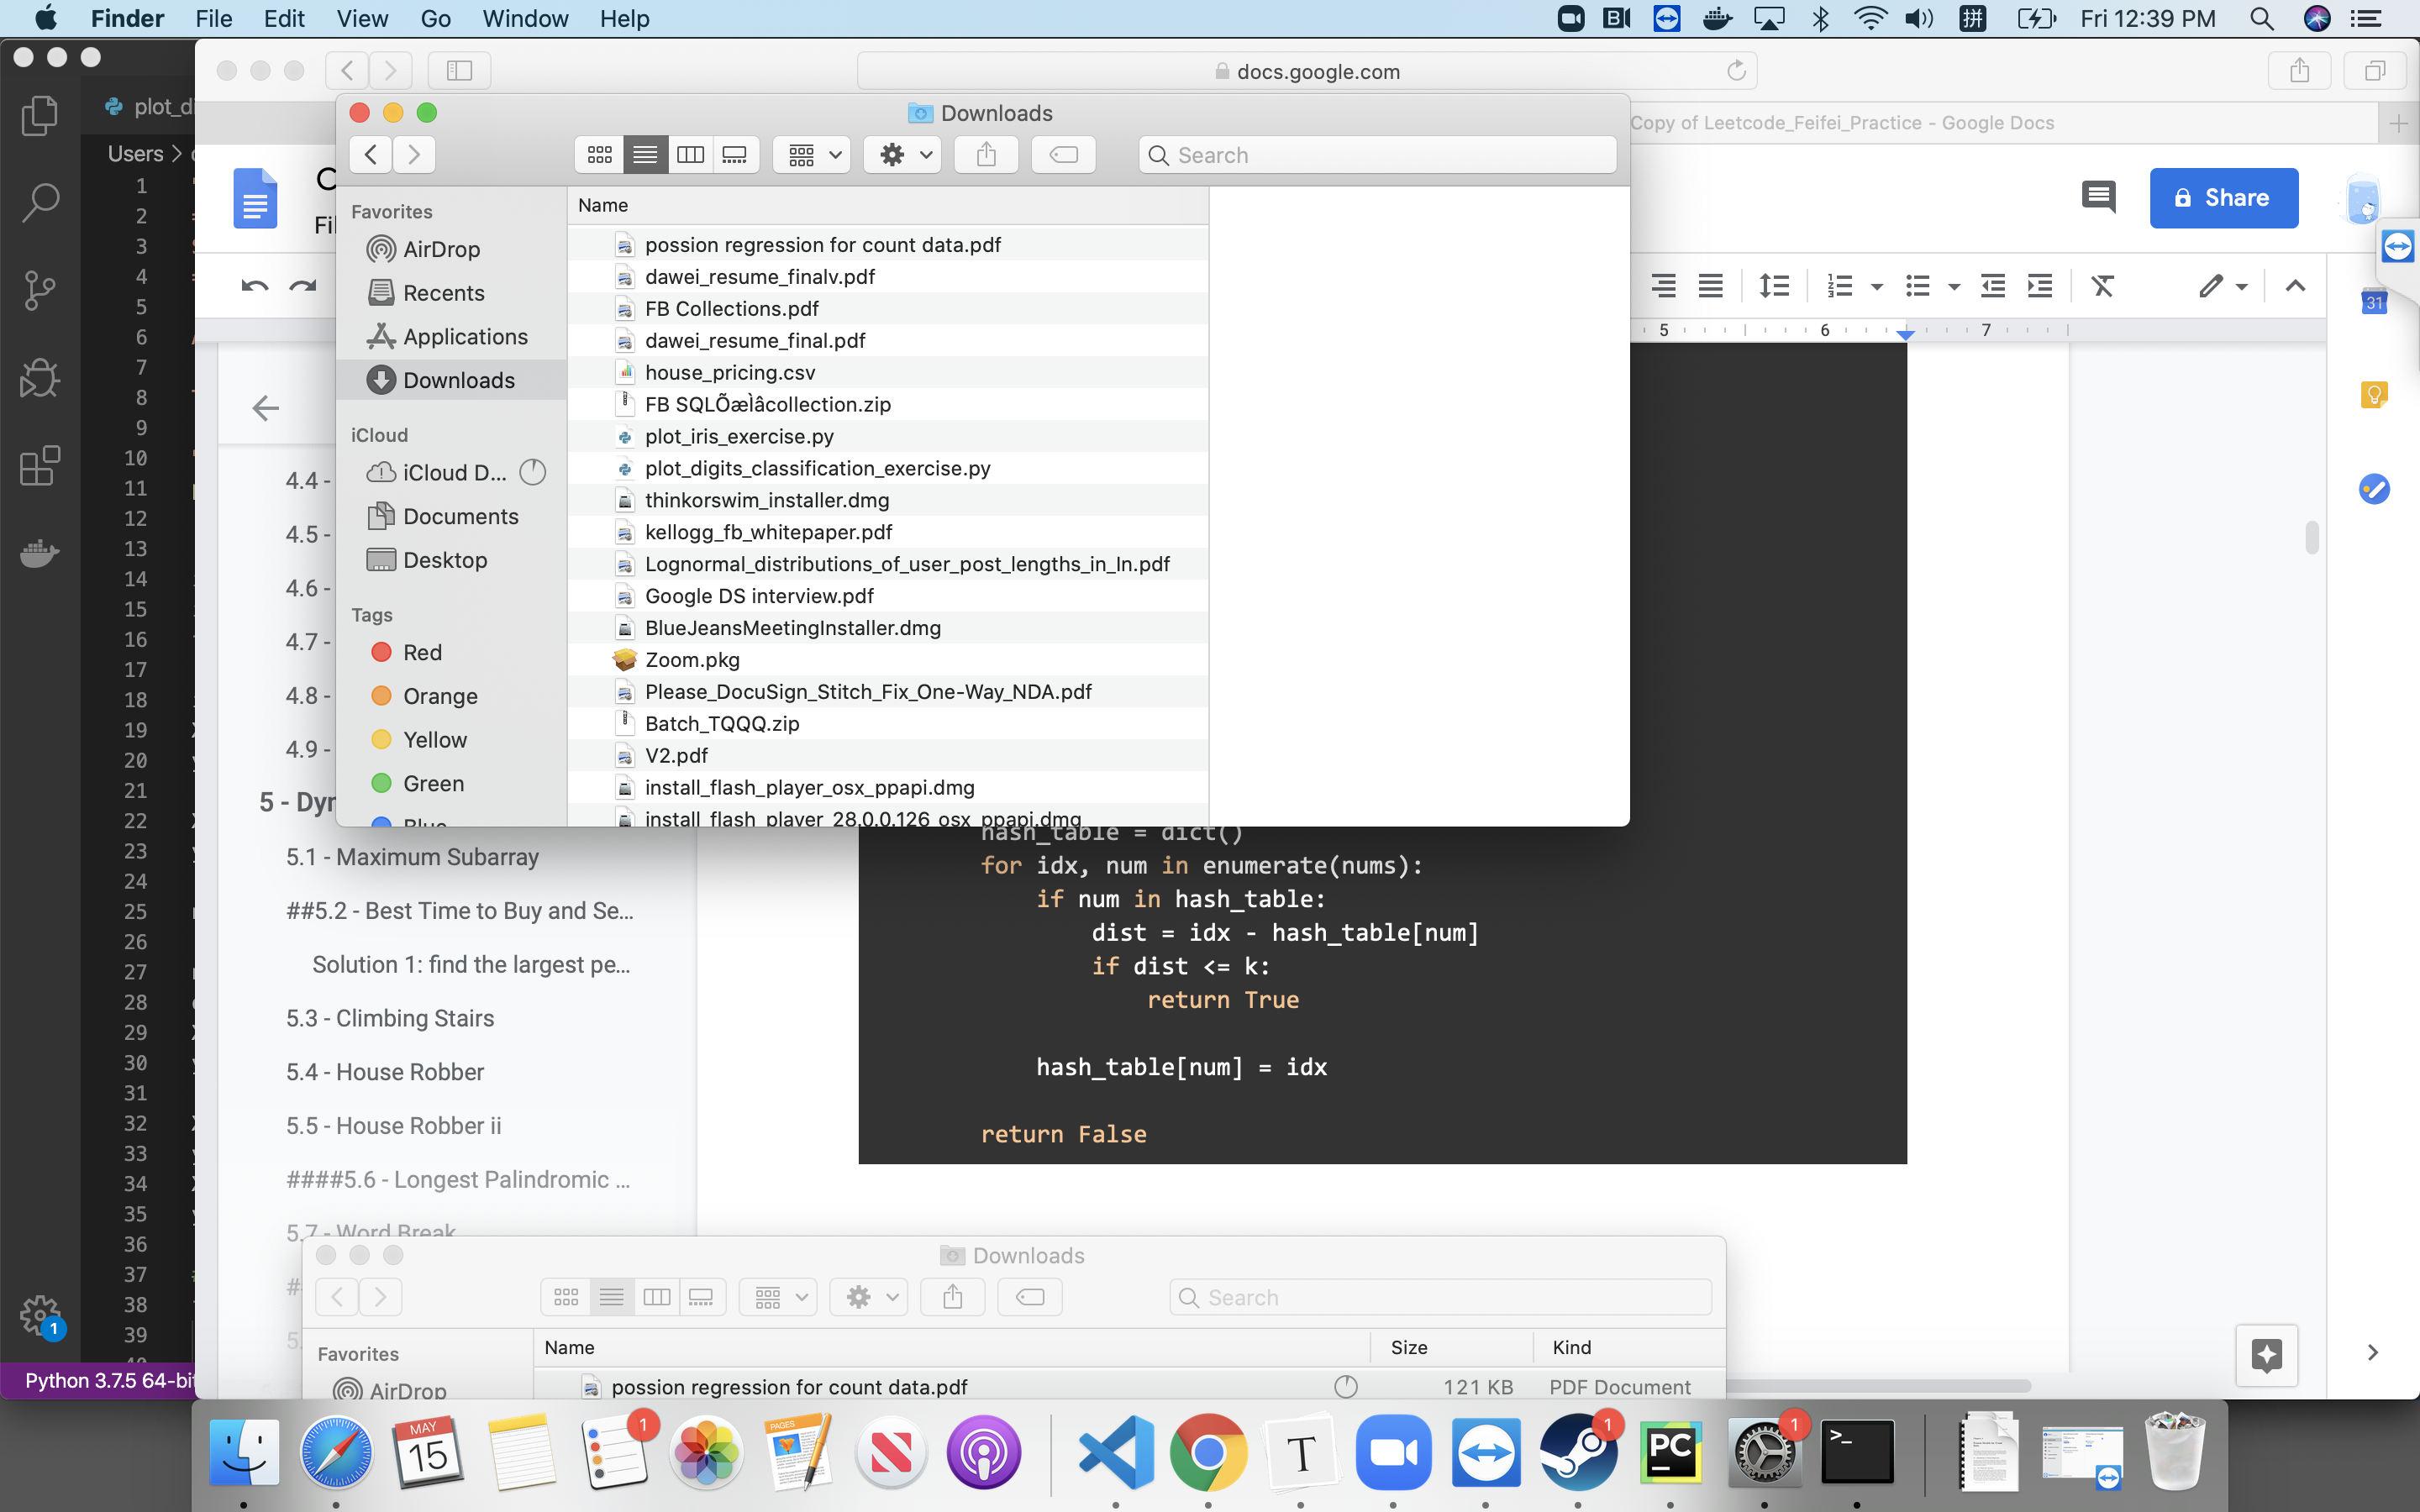 Finder File Edit View Go Window Help
Fri 12:39 PM
docs.google.com
Copy of Leetcode_Feifei_Practice - Google Docs
plot_di
Users >
Share
Downloads
Search
Favorites
AirDrop
Recents
Applications
Downloads
iCloud
iCloud D...
Documents
Desktop
Tags
Red
Orange
Yellow
Green
Blue
Name
possion regression for count data.pdf
dawei_resume_finalv.pdf
FB Collections.pdf
dawei_resume_final.pdf
house_pricing.csv
FB SQLÕæÌâcollection.zip
plot_iris_exercise.py
plot_digits_classification_exercise.py
thinkorswim_installer.dmg
kellogg_fb_whitepaper.pdf
Lognormal_distributions_of_user_post_lengths_in_In.pdf
Google DS interview.pdf
BlueJeansMeetingInstaller.dmg
Zoom.pkg
Please_DocuSign_Stitch_Fix_One-Way_NDA.pdf
Batch_TQQQ.zip
V2.pdf
install_flash_player_osx_ppapi.dmg
install_flash_player_28.0.0.126_osx_ppapi.dmg
5 6 7
31
1
2
3
4
5
6
7
8
9
10
11
12
13
14
15
16
17
18
19
20
21
22
23
24
25
26
27
28
29
30
31
32
33
34
35
36
37
38
39
40
4.4 -
4.5 -
4.6 -
4.7 -
4.8 -
4.9 -
5 - Dyn
5.1 - Maximum Subarray
##5.2 - Best Time to Buy and Se...
Solution 1: find the largest pe...
5.3 - Climbing Stairs
5.4 - House Robber
5.5 - House Robber ii
####5.6 - Longest Palindromic ...
5.7 - Word Break
hash_table = dict()
for idx, num in enumerate(nums):
if num in hash_table:
dist = idx - hash_table[num]
if dist <= k:
return True
hash_table[num] = idx
return False
Downloads
Search
Favorites
AirDrop
Name Size Kind
possion regression for count data.pdf 121 KB PDF Document
1
Python 3.7.5 64-bit
MAY
15
1
PAGES
T
1
PC
1
>_